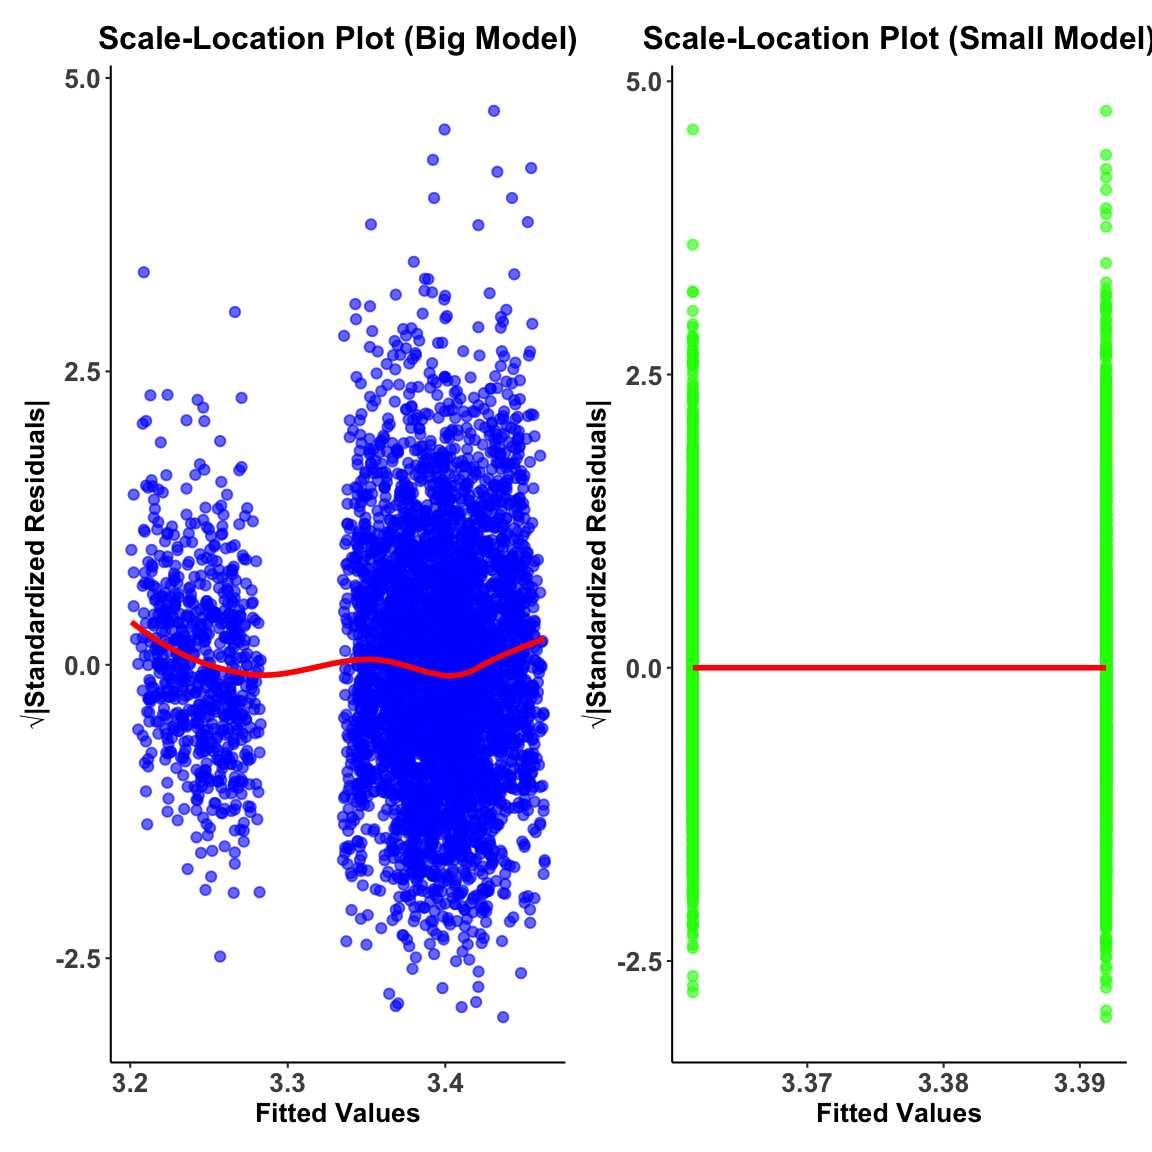 Scale-Location Plot (Big Model)
5.0
2.5
0.0
-2.5
√|Standardized Residuals|
3.2 3.3 3.4
Fitted Values
Scale-Location Plot (Small Model)
5.0
2.5
0.0
-2.5
√|Standardized Residuals|
3.37 3.38 3.39
Fitted Values